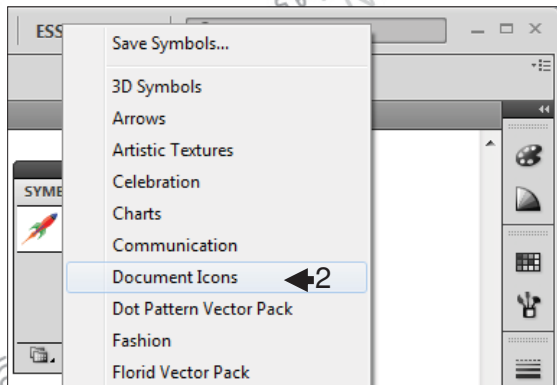 ESS
Save Symbols...
3D Symbols
Arrows
Artistic Textures
Celebration
SYME
Charts
Communication
Document Icons
2
Dot Pattern Vector Pack
Fashion
Florid Vector Pack